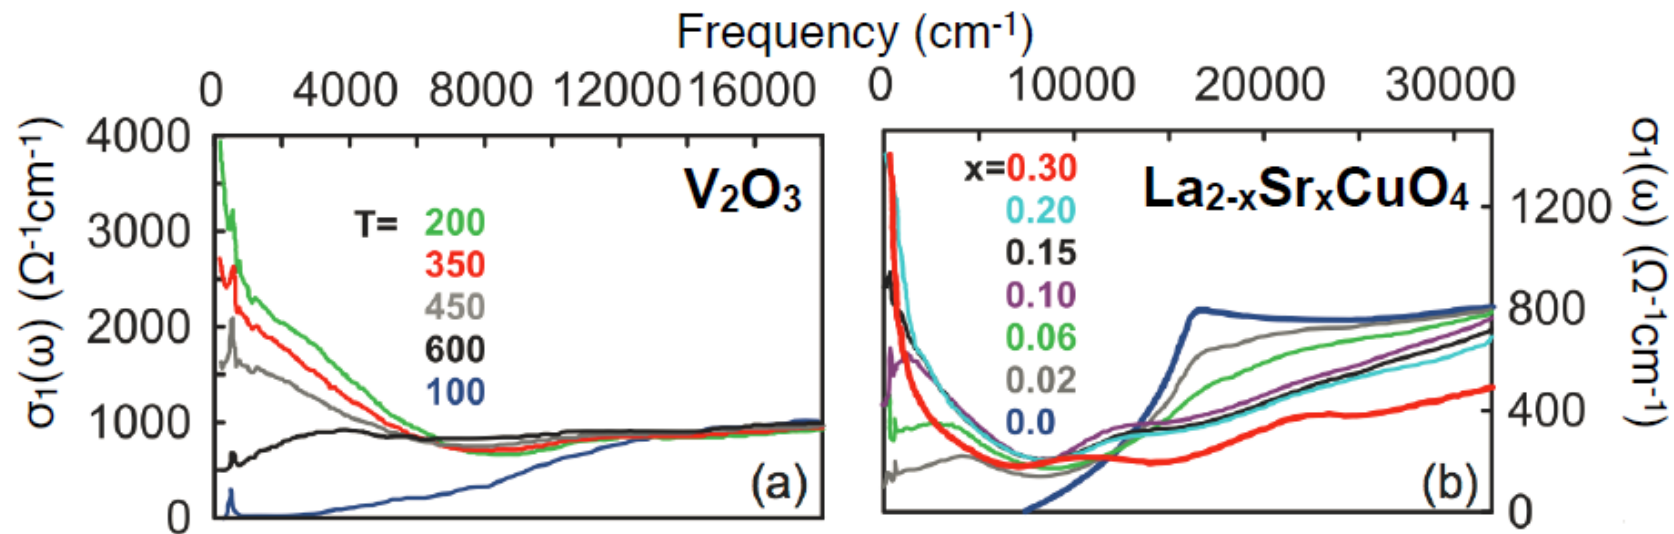 Frequency (cm⁻¹)
0 4000 8000 12000 16000
0 10000 20000 30000
σ₁(ω) (Ω⁻¹cm⁻¹)
4000
3000
2000
1000
0
V₂O₃
T= 200
350
450
600
100
(a)
x=0.30
0.20
0.15
0.10
0.06
0.02
0.0
La₂₋ₓSrₓCuO₄
(b)
1200
800
400
0
σ₁(ω) (Ω⁻¹cm⁻¹)